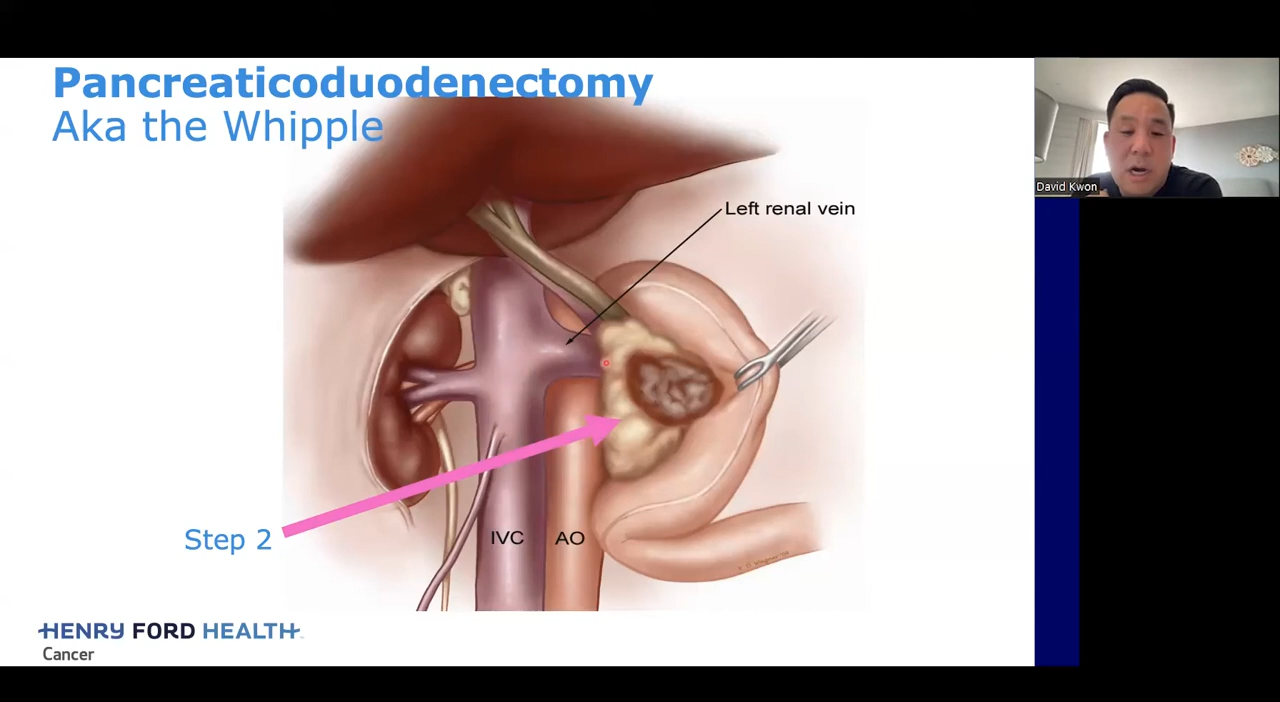 Pancreaticoduodenectomy
Aka the Whipple
David Kwon
Left renal vein
Step 2
IVC
AO
HENRY FORD HEALTH
Cancer